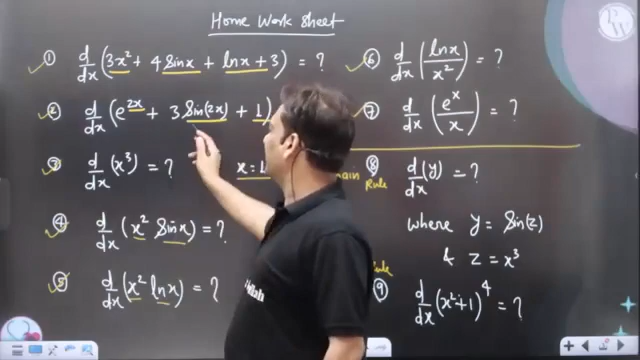 Home Work Sheet
① d/dx (3x² + 4 sinx + lnx + 3) = ?
② d/dx (e^2x + 3 sin(2x) + 1)
③ d/dx (x³) = ? x = 1
④ d/dx (x² sinx) = ?
⑤ d/dx (x² lnx) = ?
⑥ d/dx (lnx/x²) = ?
⑦ d/dx (e^x/x) = ?
Rule
⑧ d/dx (y) = ?
where y = Sin(z)
& z = x³
Rule
⑨ d/dx (x²+1)⁴ = ?